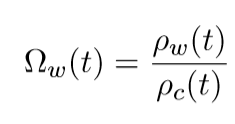 Ω_w(t) = ρ_w(t) / ρ_c(t)